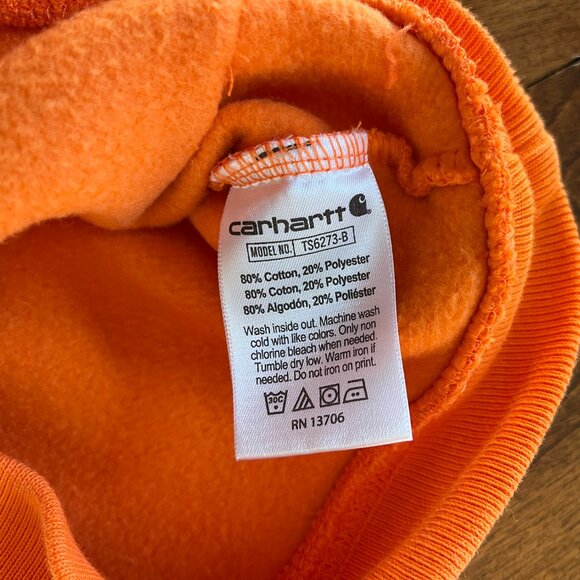 carhartt
MODEL NO. TS6273-B
80% Cotton, 20% Polyester
80% Coton, 20% Polyester
80% Algodón, 20% Poliéster
Wash inside out. Machine wash
cold with like colors. Only non
chlorine bleach when needed.
Tumble dry low. Warm iron if
needed. Do not iron on print.
30C
RN 13706